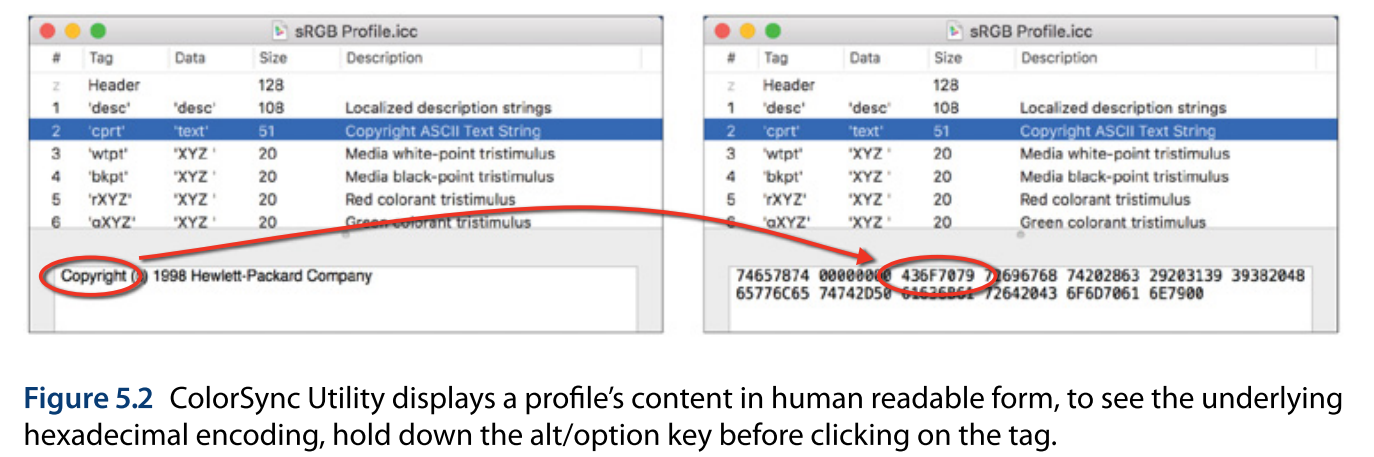 sRGB Profile.icc
# Tag Data Size Description
z Header 128
1 'desc' 'desc' 108 Localized description strings
2 'cprt' 'text' 51 Copyright ASCII Text String
3 'wtpt' 'XYZ ' 20 Media white-point tristimulus
4 'bkpt' 'XYZ ' 20 Media black-point tristimulus
5 'rXYZ' 'XYZ ' 20 Red colorant tristimulus
6 'gXYZ' 'XYZ ' 20 Green colorant tristimulus
Copyright (c) 1998 Hewlett-Packard Company
sRGB Profile.icc
# Tag Data Size Description
z Header 128
1 'desc' 'desc' 108 Localized description strings
2 'cprt' 'text' 51 Copyright ASCII Text String
3 'wtpt' 'XYZ ' 20 Media white-point tristimulus
4 'bkpt' 'XYZ ' 20 Media black-point tristimulus
5 'rXYZ' 'XYZ ' 20 Red colorant tristimulus
6 'gXYZ' 'XYZ ' 20 Green colorant tristimulus
74657874 00000000 436F7079 72696768 74202863 29203139 39382048
65776C65 74742D50 61636B61 72642043 6F6D7061 6E7900
Figure 5.2 ColorSync Utility displays a profile's content in human readable form, to see the underlying
hexadecimal encoding, hold down the alt/option key before clicking on the tag.